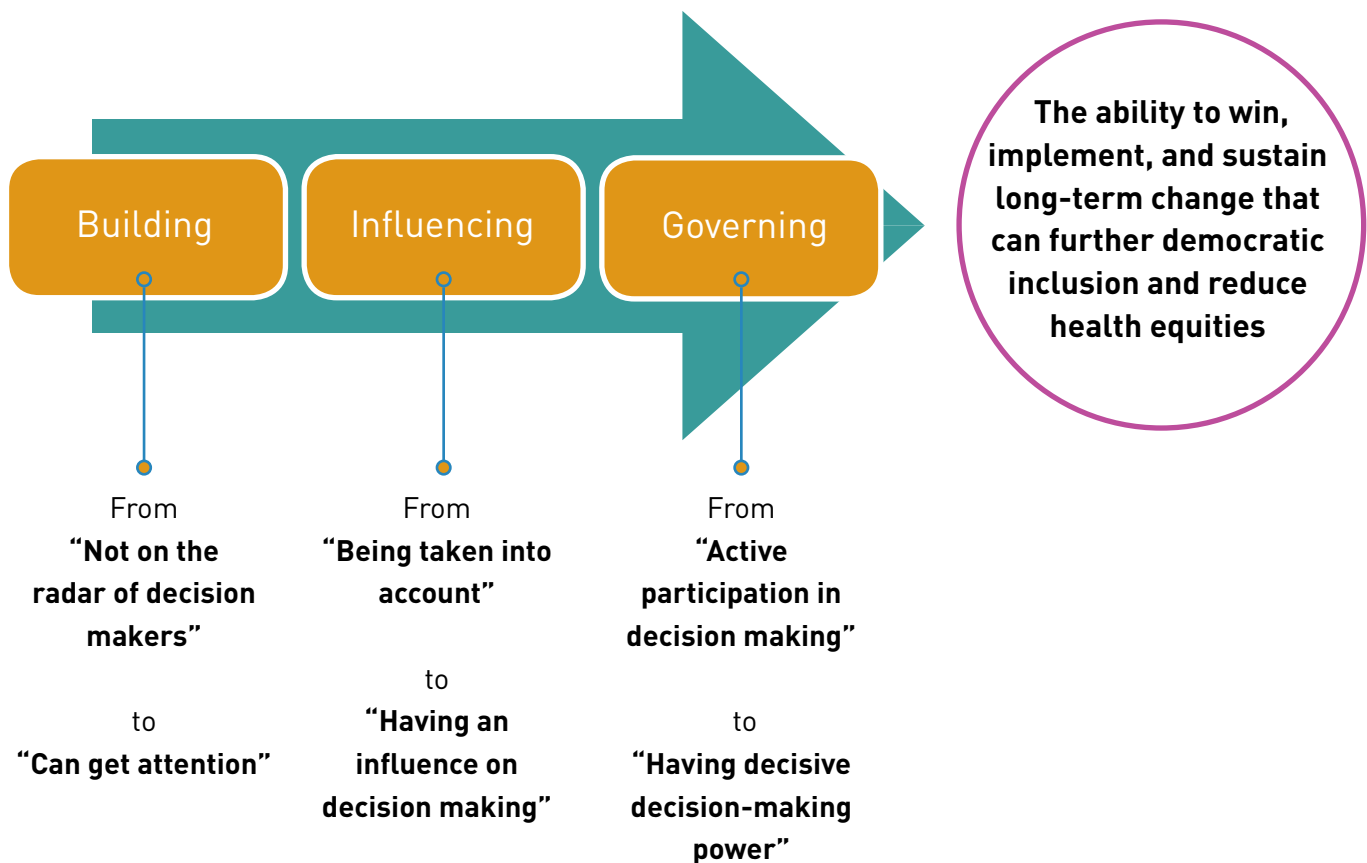 Building
Influencing
Governing
The ability to win,
implement, and sustain
long-term change that
can further democratic
inclusion and reduce
health equities
From
“Not on the
radar of decision
makers”
to
“Can get attention”
From
“Being taken into
account”
to
“Having an
influence on
decision making”
From
“Active
participation in
decision making”
to
“Having decisive
decision-making
power”